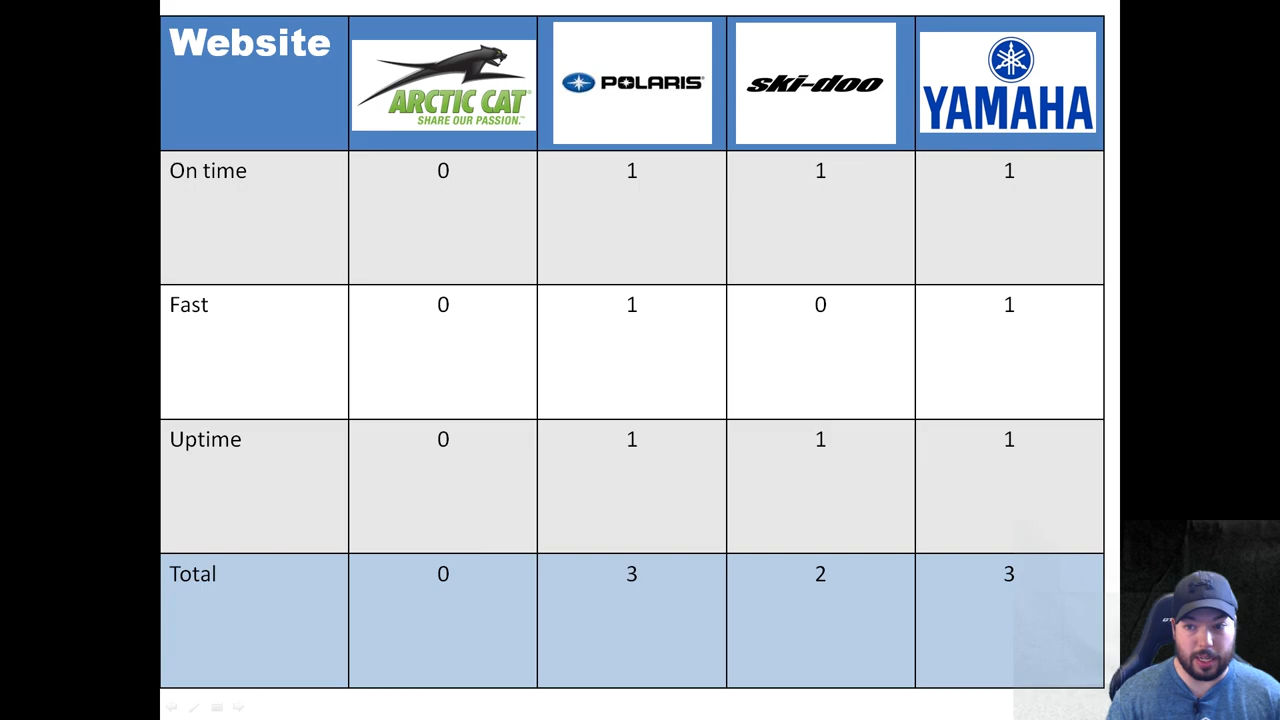 Website
ARCTIC CAT
SHARE OUR PASSION.™
POLARIS®
ski-doo
YAMAHA
On time 0 1 1 1
Fast 0 1 0 1
Uptime 0 1 1 1
Total 0 3 2 3